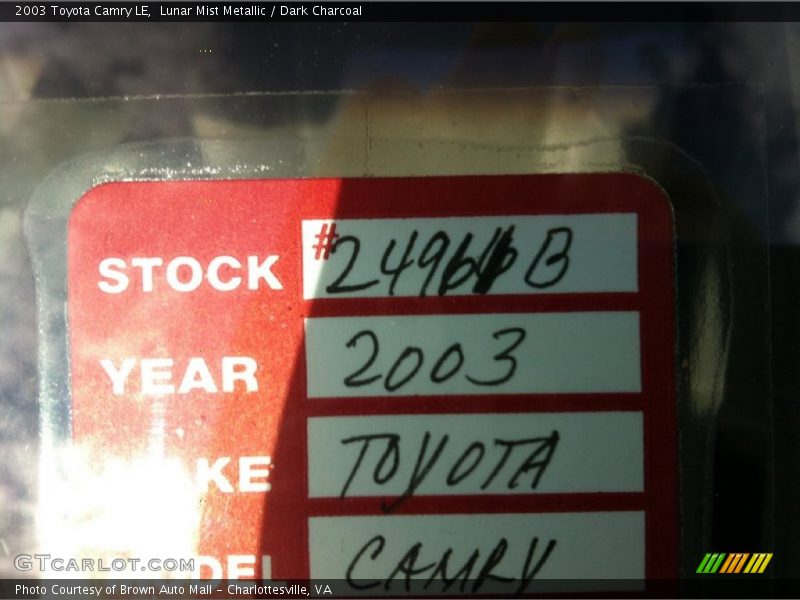 2003 Toyota Camry LE,  Lunar Mist Metallic / Dark Charcoal
STOCK #
YEAR 2003
TOYOTA
CAMRY
GTcarlot.com
Photo Courtesy of Brown Auto Mall - Charlottesville, VA